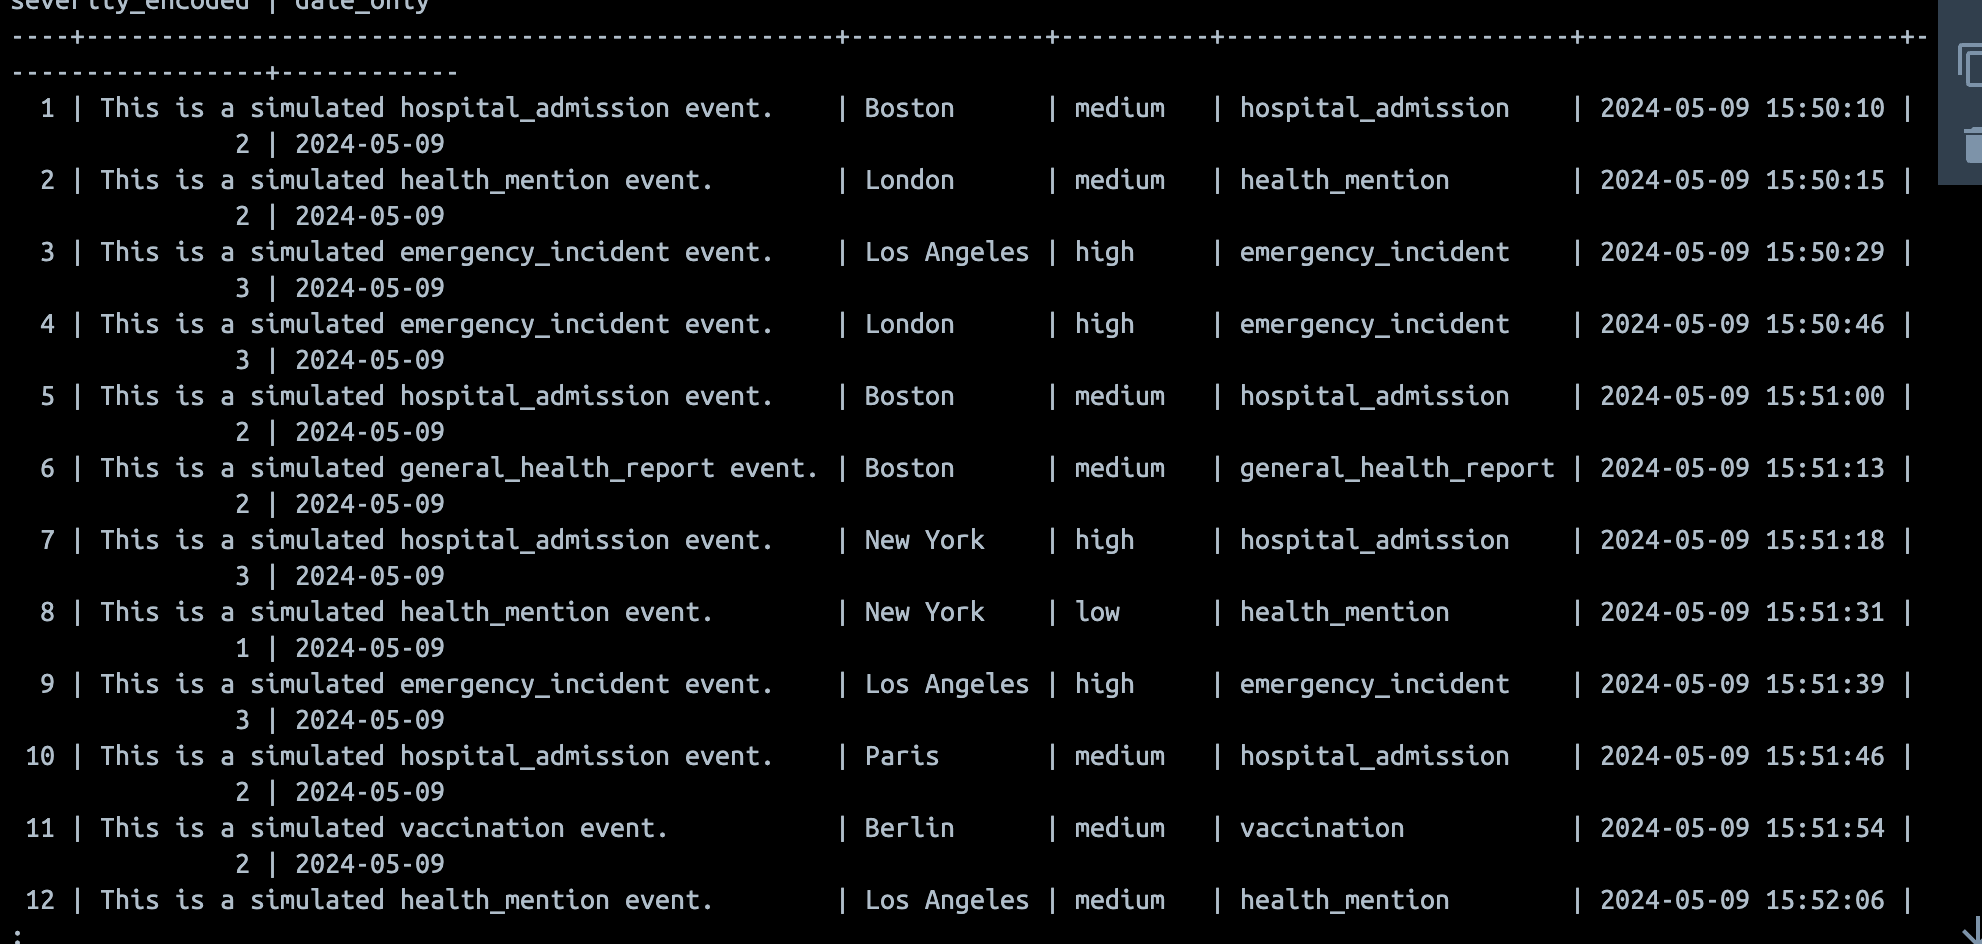 severity_encoded | date_only
----+--------------------------------------------------+-------------+----------+-----------------------+---------------------+-
-----------------+------------
  1 | This is a simulated hospital_admission event.    | Boston      | medium   | hospital_admission    | 2024-05-09 15:50:10 |
               2 | 2024-05-09
  2 | This is a simulated health_mention event.        | London      | medium   | health_mention        | 2024-05-09 15:50:15 |
               2 | 2024-05-09
  3 | This is a simulated emergency_incident event.    | Los Angeles | high     | emergency_incident    | 2024-05-09 15:50:29 |
               3 | 2024-05-09
  4 | This is a simulated emergency_incident event.    | London      | high     | emergency_incident    | 2024-05-09 15:50:46 |
               3 | 2024-05-09
  5 | This is a simulated hospital_admission event.    | Boston      | medium   | hospital_admission    | 2024-05-09 15:51:00 |
               2 | 2024-05-09
  6 | This is a simulated general_health_report event. | Boston      | medium   | general_health_report | 2024-05-09 15:51:13 |
               2 | 2024-05-09
  7 | This is a simulated hospital_admission event.    | New York    | high     | hospital_admission    | 2024-05-09 15:51:18 |
               3 | 2024-05-09
  8 | This is a simulated health_mention event.        | New York    | low      | health_mention        | 2024-05-09 15:51:31 |
               1 | 2024-05-09
  9 | This is a simulated emergency_incident event.    | Los Angeles | high     | emergency_incident    | 2024-05-09 15:51:39 |
               3 | 2024-05-09
 10 | This is a simulated hospital_admission event.    | Paris       | medium   | hospital_admission    | 2024-05-09 15:51:46 |
               2 | 2024-05-09
 11 | This is a simulated vaccination event.           | Berlin      | medium   | vaccination           | 2024-05-09 15:51:54 |
               2 | 2024-05-09
 12 | This is a simulated health_mention event.        | Los Angeles | medium   | health_mention        | 2024-05-09 15:52:06 |
: